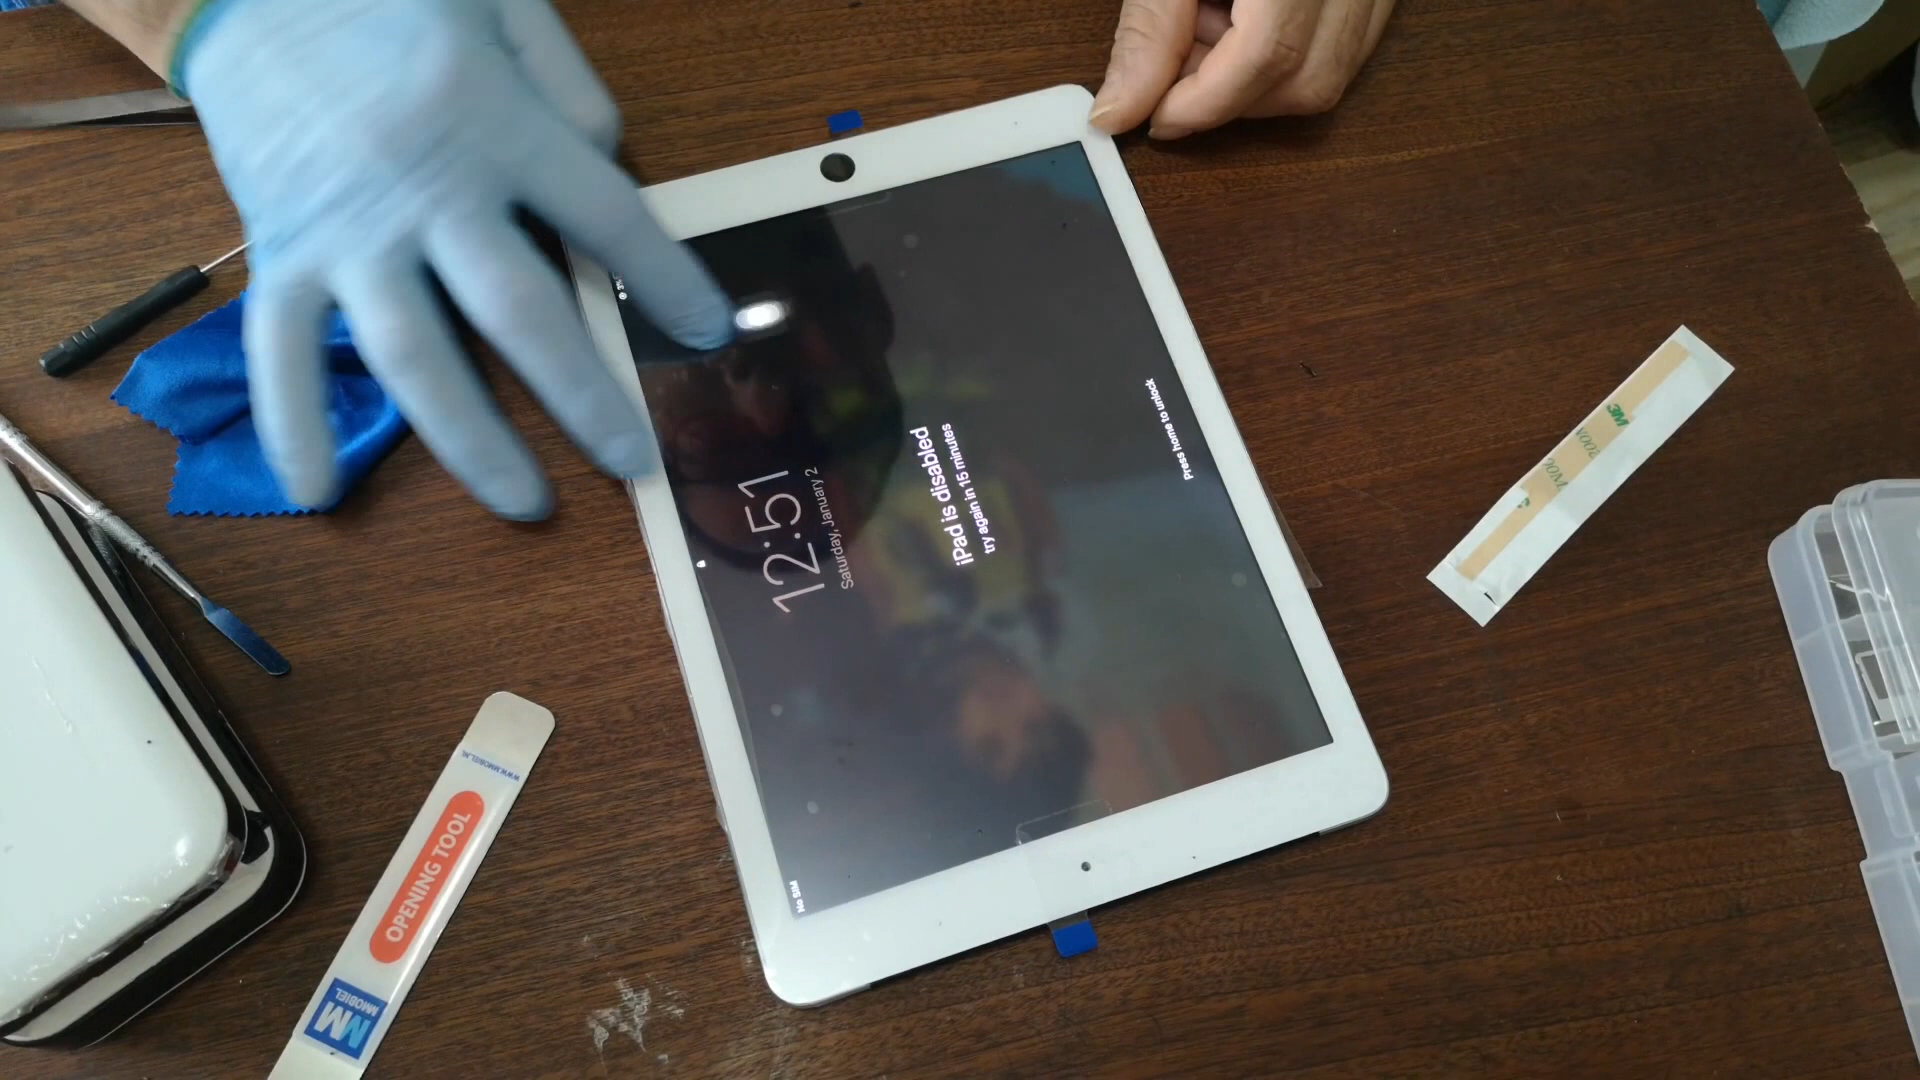 12:51
Saturday, January 2
iPad is disabled
try again in 15 minutes
Press home to unlock
No SIM
WWW.MMOBIEL.NL
OPENING TOOL
MM
MMOBIEL
3M